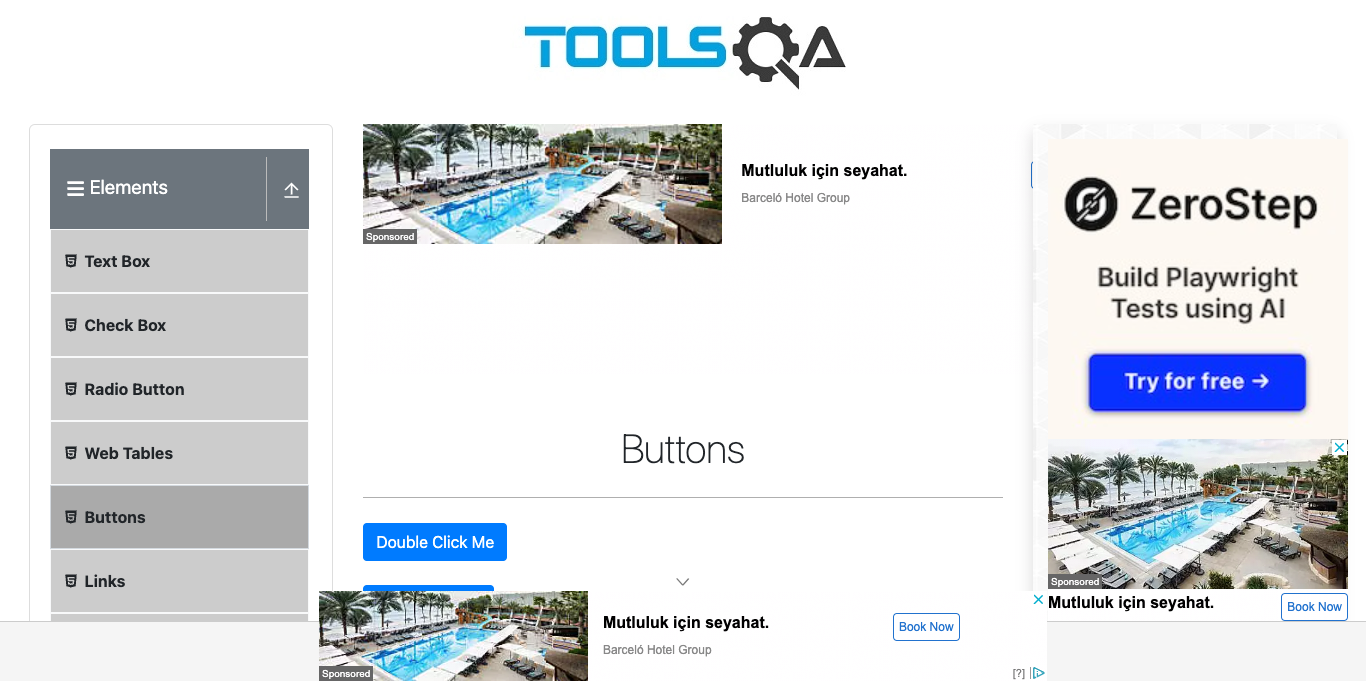 TOOLSQA
Elements
Text Box
Check Box
Radio Button
Web Tables
Buttons
Links
Sponsored
Mutluluk için seyahat.
Barceló Hotel Group
Buttons
Double Click Me
Sponsored
Mutluluk için seyahat.
Barceló Hotel Group
Book Now
[?]
ZeroStep
Build Playwright
Tests using AI
Try for free →
Sponsored
Mutluluk için seyahat.
Book Now